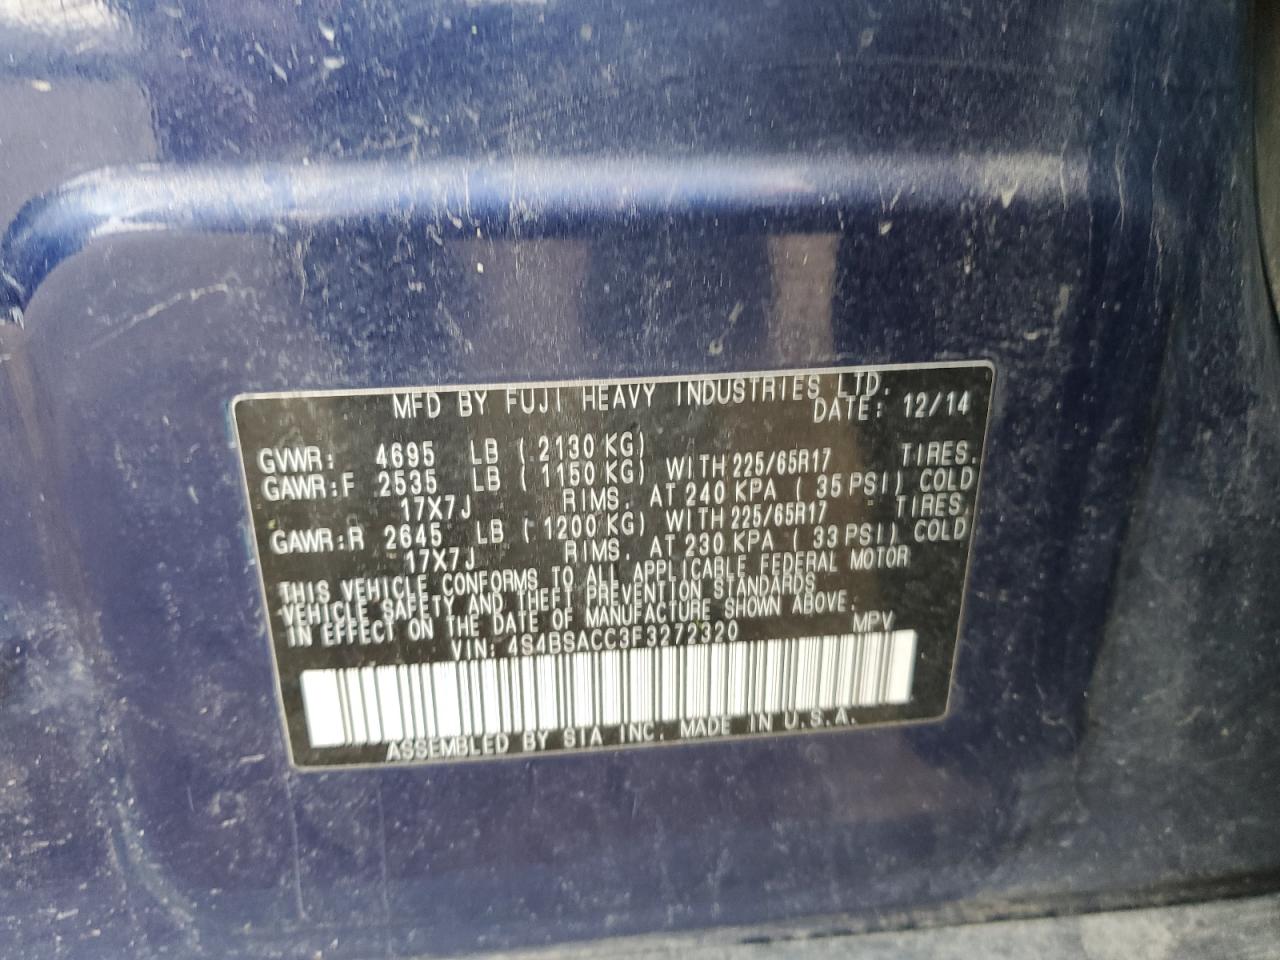 MFD BY FUJI HEAVY INDUSTRIES LTD.
DATE: 12/14
GVWR: 4695 LB ( 2130 KG)
GAWR:F 2535 LB ( 1150 KG) WITH 225/65R17 TIRES.
17X7J RIMS. AT 240 KPA ( 35 PSI) COLD
GAWR:R 2645 LB ( 1200 KG) WITH 225/65R17 TIRES.
17X7J RIMS. AT 230 KPA ( 33 PSI) COLD
THIS VEHICLE CONFORMS TO ALL APPLICABLE FEDERAL MOTOR
VEHICLE SAFETY AND THEFT PREVENTION STANDARDS
IN EFFECT ON THE DATE OF MANUFACTURE SHOWN ABOVE.
VIN: 4S4BSACC3F3272320 MPV
ASSEMBLED BY SIA INC. MADE IN U.S.A.